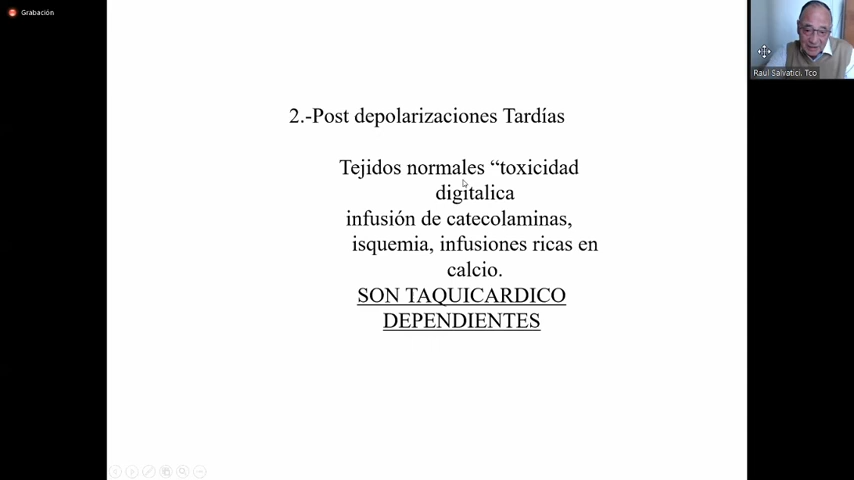 Grabación
2.-Post depolarizaciones Tardías
Tejidos normales “toxicidad
digitalica
infusión de catecolaminas,
isquemia, infusiones ricas en
calcio.
SON TAQUICARDICO
DEPENDIENTES
Raul Salvatici. Tco